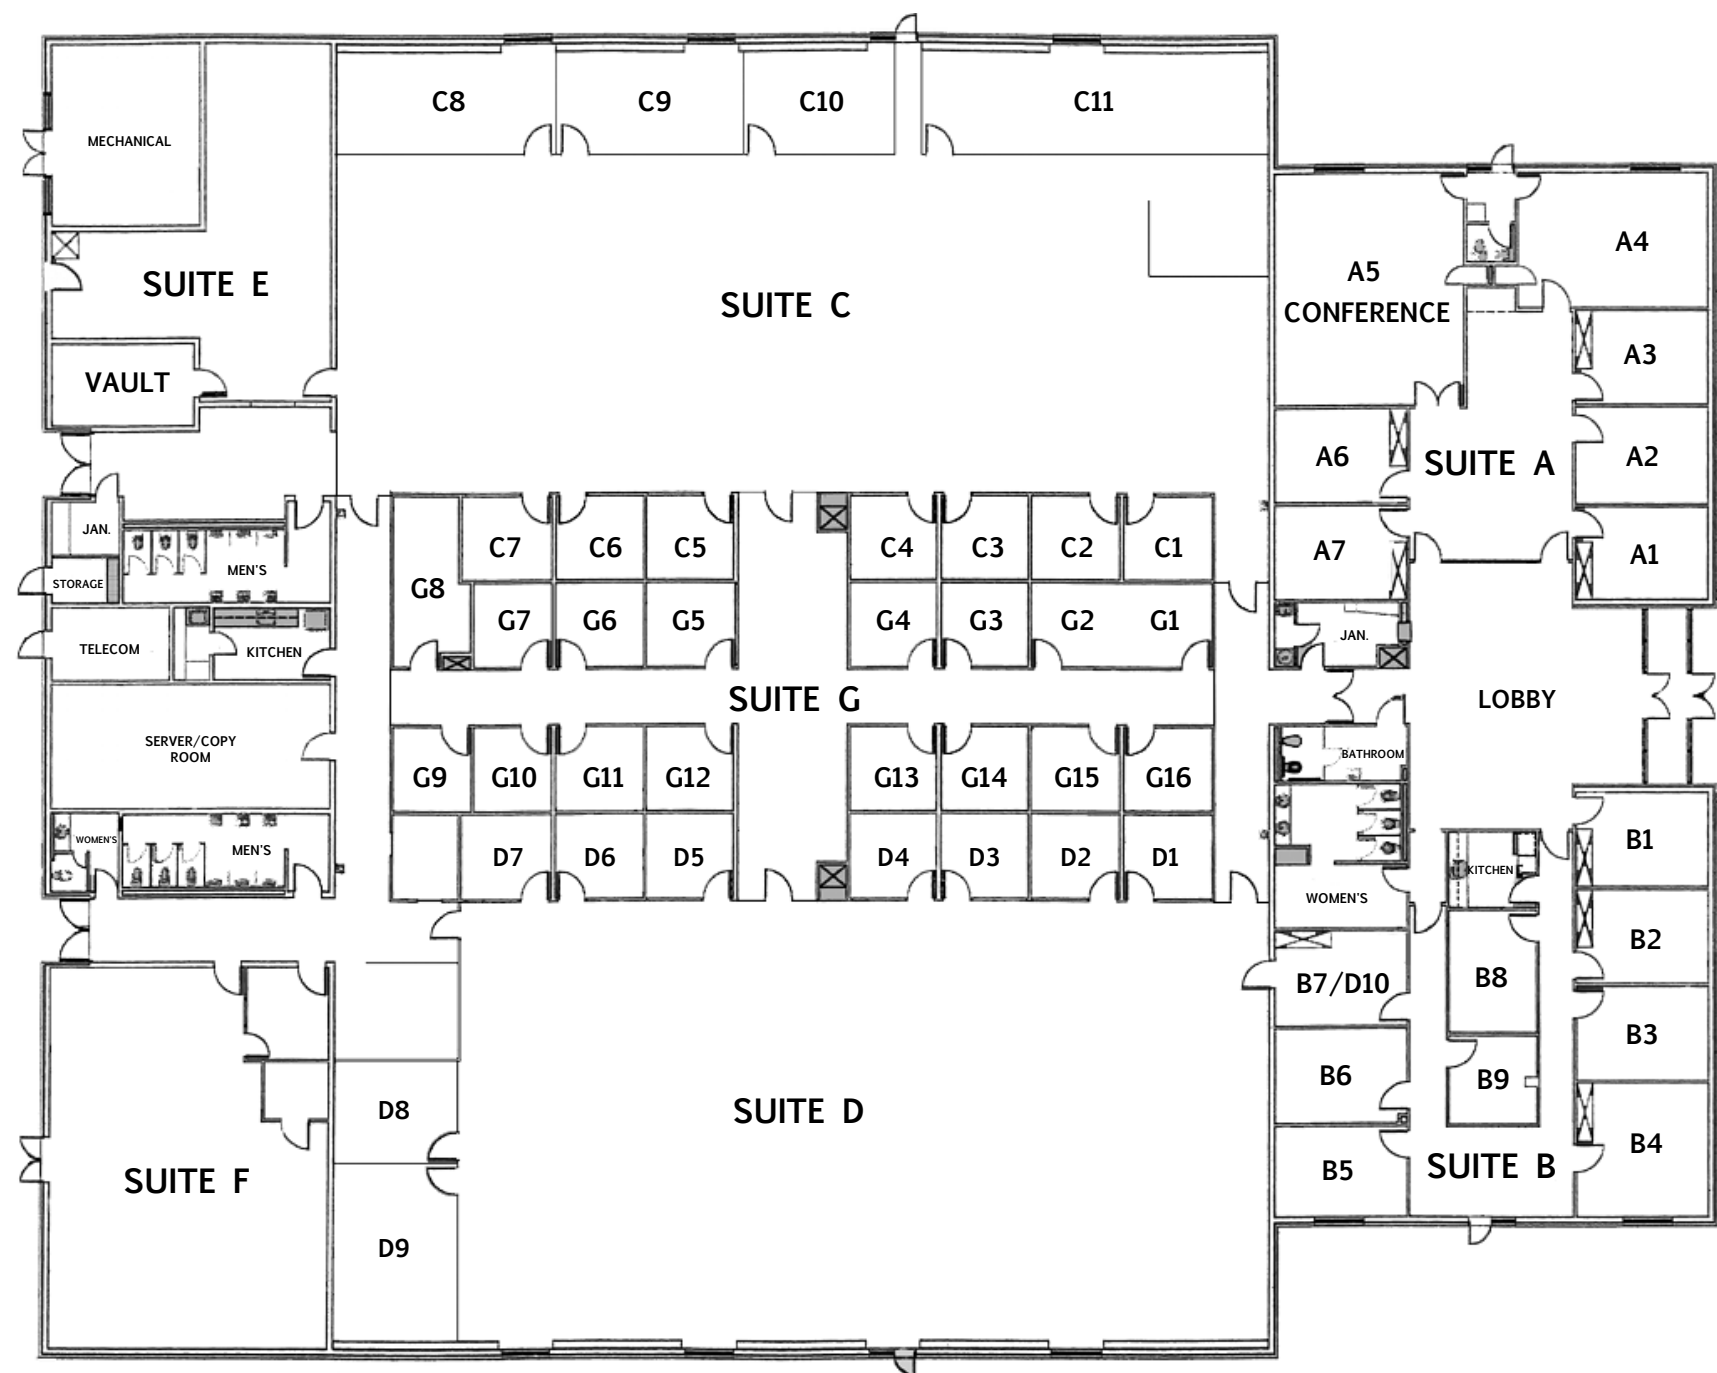 C8
C9
C10
C11
MECHANICAL
A4
A5
CONFERENCE
SUITE E
SUITE C
A3
VAULT
A6
SUITE A
A2
JAN.
C7
C6
C5
C4
C3
C2
C1
A7
A1
STORAGE
MEN'S
G8
G7
G6
G5
G4
G3
G2
G1
JAN.
TELECOM
KITCHEN
SUITE G
LOBBY
SERVER/COPY
ROOM
BATHROOM
G9
G10
G11
G12
G13
G14
G15
G16
WOMEN'S
MEN'S
D7
D6
D5
D4
D3
D2
D1
B1
KITCHEN
WOMEN'S
B2
B7/D10
B8
B3
B6
B9
D8
SUITE D
B4
SUITE F
B5
SUITE B
D9